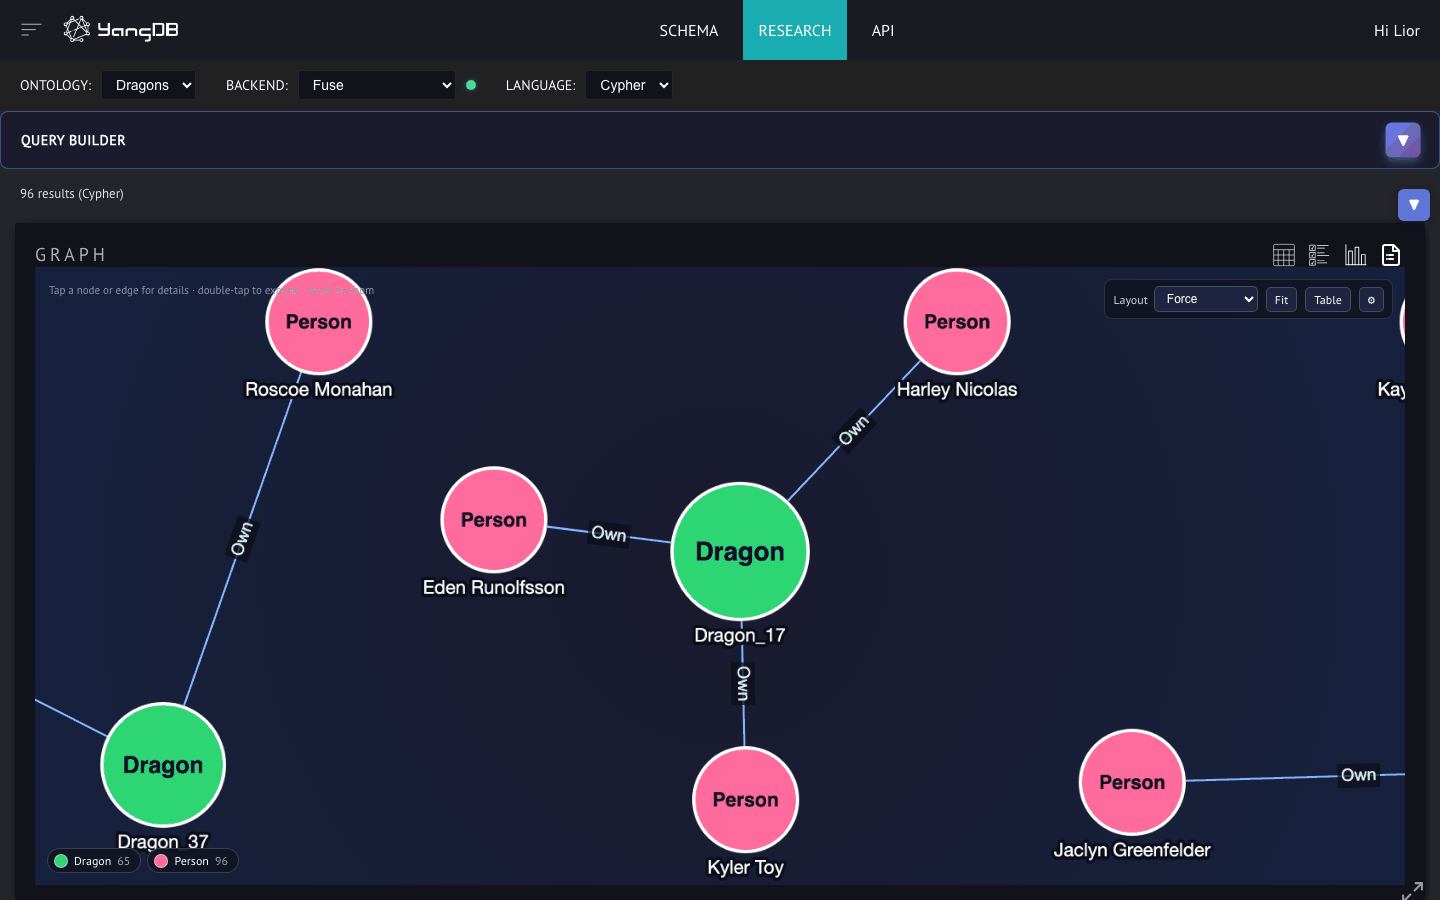 YangDB
SCHEMA
RESEARCH
API
Hi Lior
ONTOLOGY:
Dragons
BACKEND:
Fuse
LANGUAGE:
Cypher
QUERY BUILDER
96 results (Cypher)
GRAPH
Tap a node or edge for details · double-tap to
Layout
Force
Fit
Table
Person
Roscoe Monahan
Person
Harley Nicolas
Own
Person
Eden Runolfsson
Own
Dragon
Dragon_17
Own
Own
Dragon
Dragon_37
Person
Kyler Toy
Person
Jaclyn Greenfelder
Own
Dragon 65
Person 96